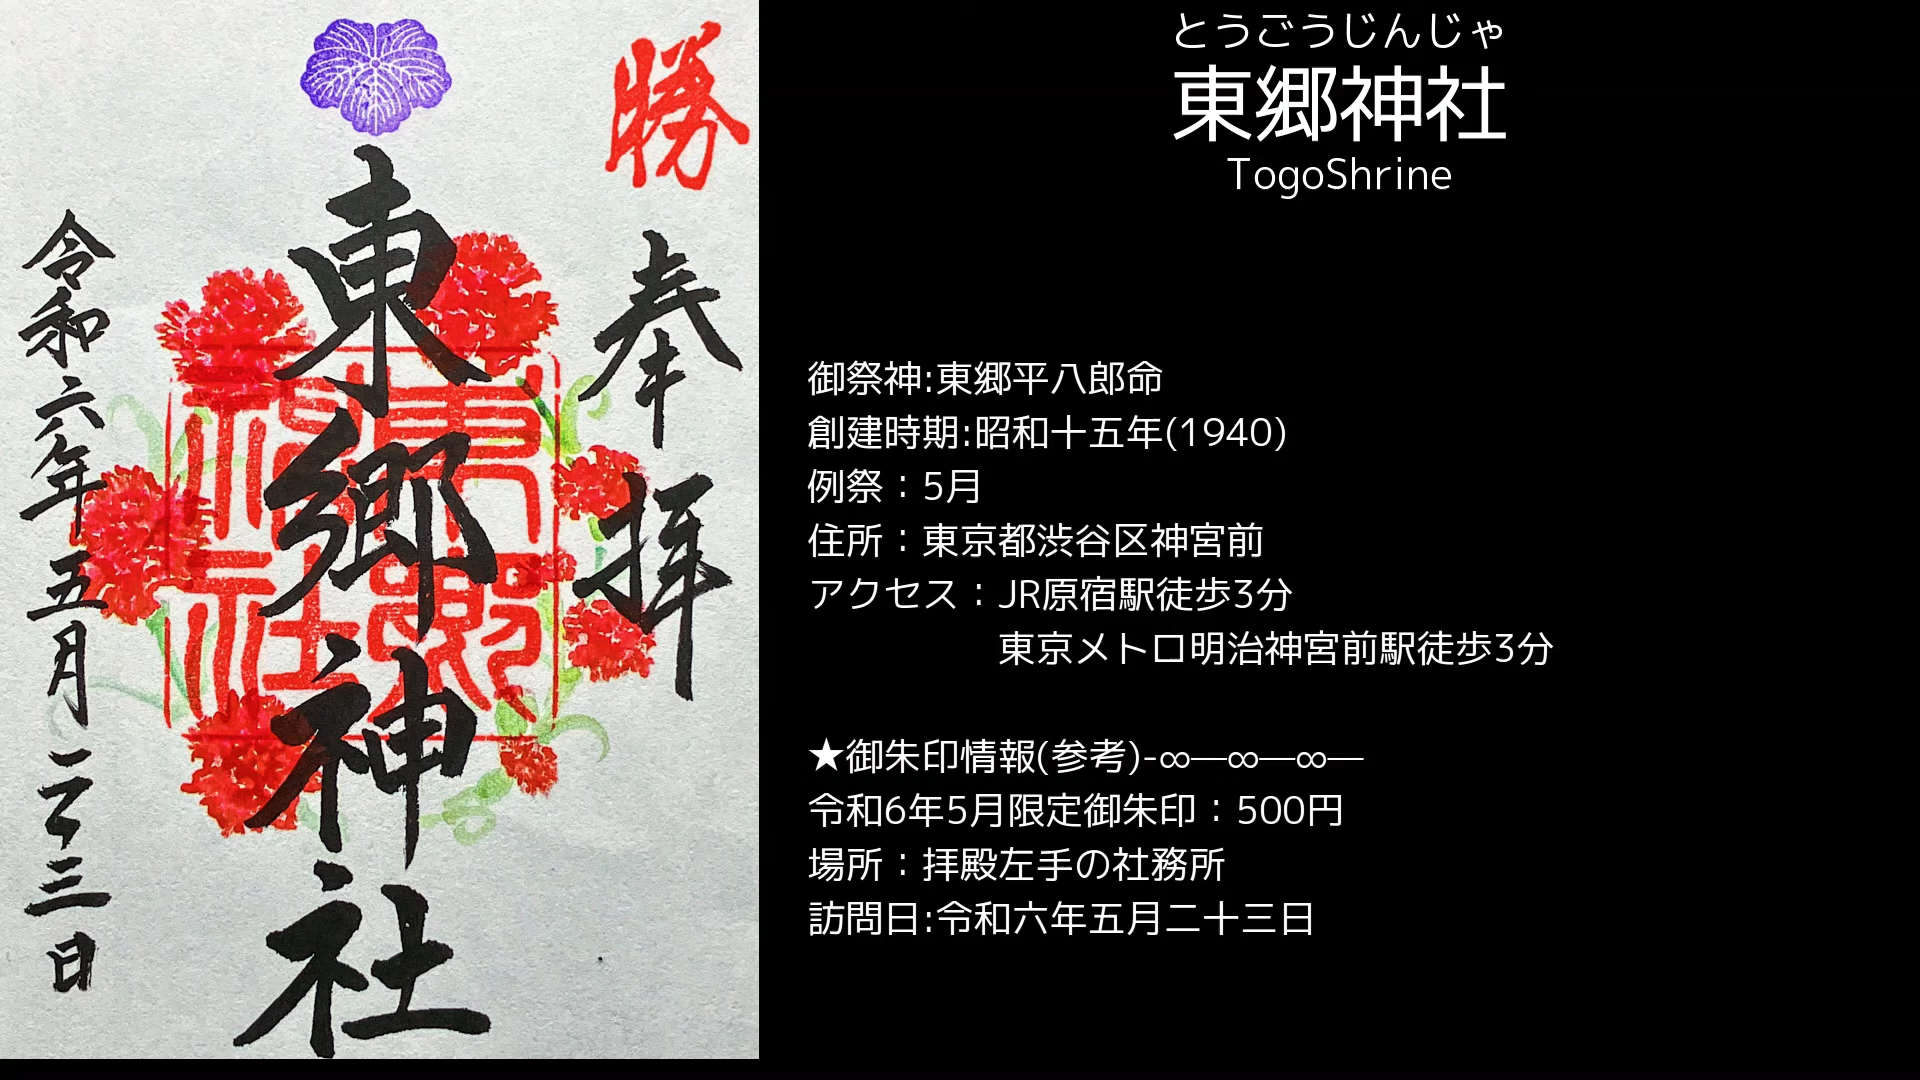 勝
奉拝
東郷神社
東郷神社
令和六年五月二三日
とうごうじんじゃ
東郷神社
TogoShrine
御祭神:東郷平八郎命
創建時期:昭和十五年(1940)
例祭：5月
住所：東京都渋谷区神宮前
アクセス：JR原宿駅徒歩3分
東京メトロ明治神宮前駅徒歩3分
★御朱印情報(参考)-∞—∞—∞—
令和6年5月限定御朱印：500円
場所：拝殿左手の社務所
訪問日:令和六年五月二十三日